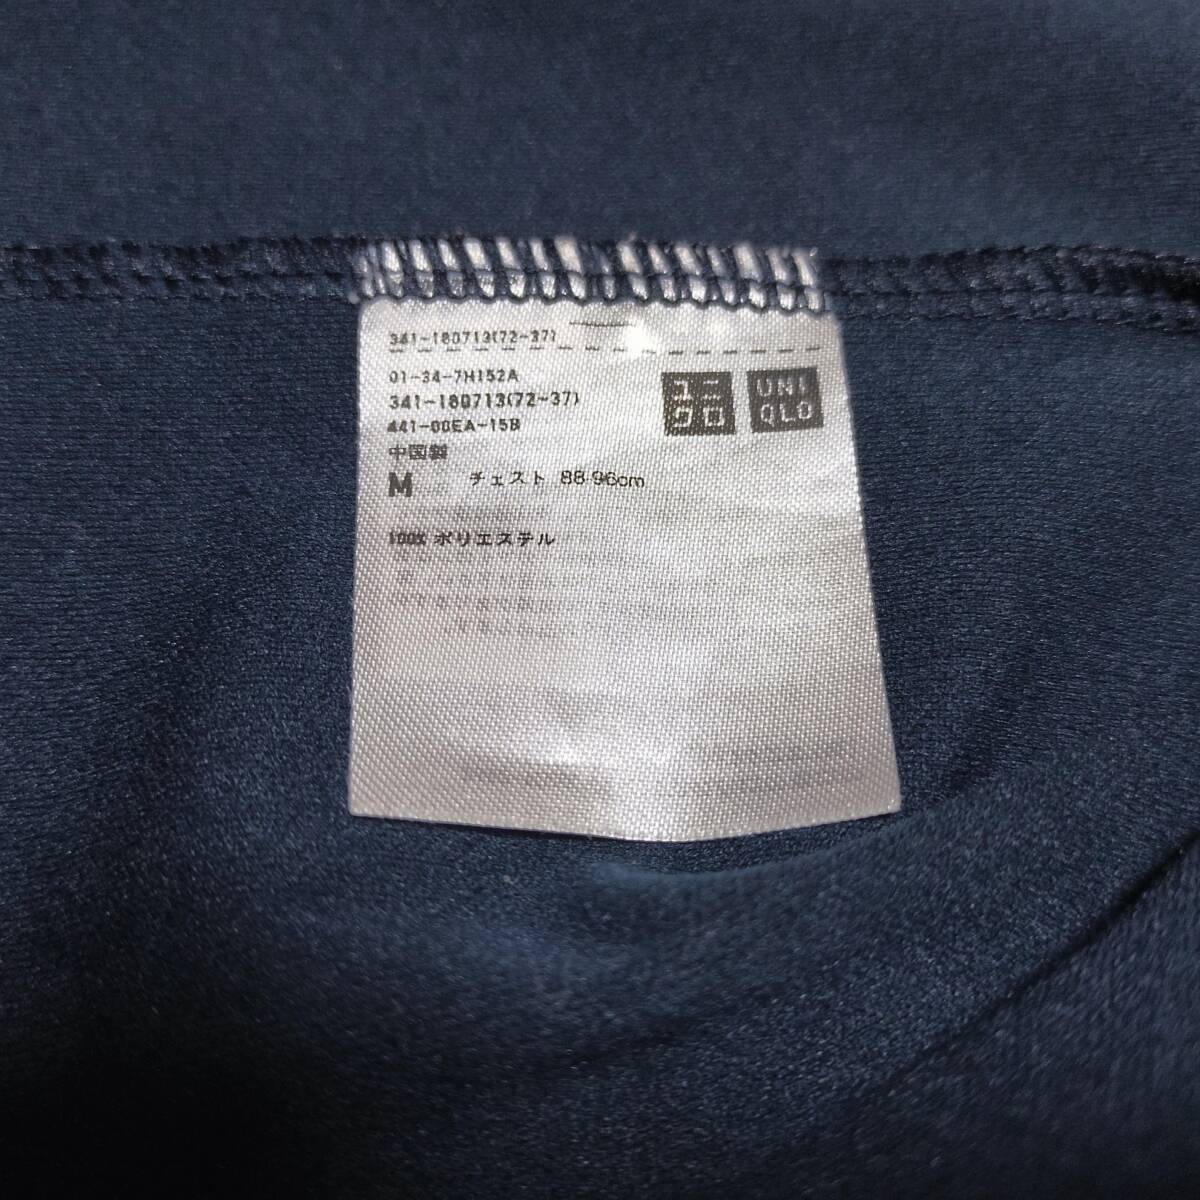 341-180713(72-37)
01-34-7H152A
341-180713(72-37)
441-00EA-15B
中国製
M チェスト 88-96cm
100% ポリエステル
ユニ
クロ
UNI
QLO